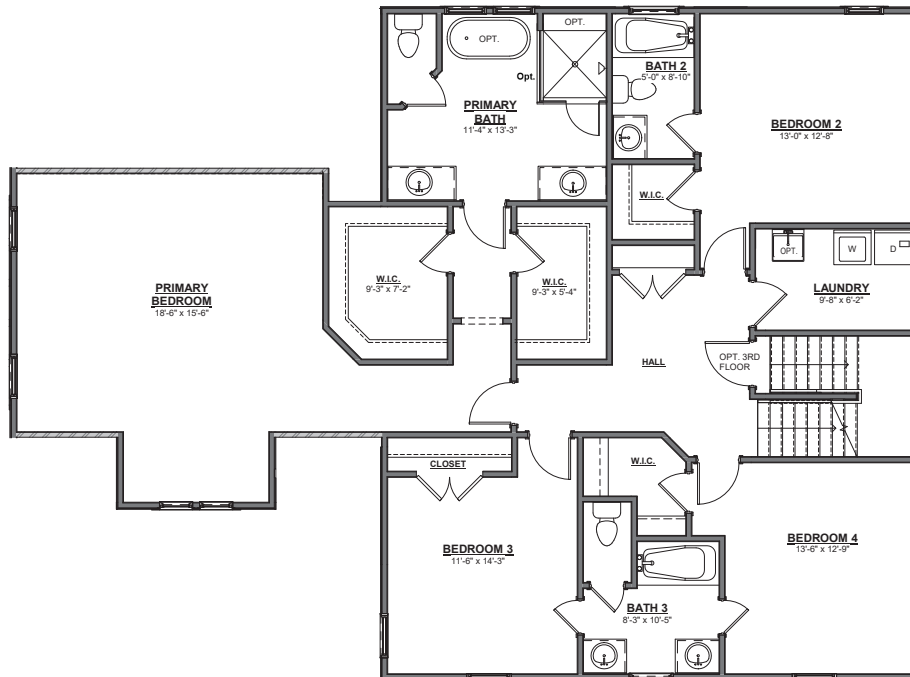 OPT.
OPT.
Opt.
PRIMARY
BATH
11'-4" x 13'-3"
BATH 2
5'-0" x 8'-10"
BEDROOM 2
13'-0" x 12'-8"
W.I.C.
PRIMARY
BEDROOM
18'-6" x 15'-6"
W.I.C.
9'-3" x 7'-2"
W.I.C.
9'-3" x 5'-4"
OPT.
W
D
LAUNDRY
9'-8" x 6'-2"
HALL
OPT. 3RD
FLOOR
CLOSET
W.I.C.
BEDROOM 3
11'-6" x 14'-3"
BEDROOM 4
13'-6" x 12'-9"
BATH 3
8'-3" x 10'-5"